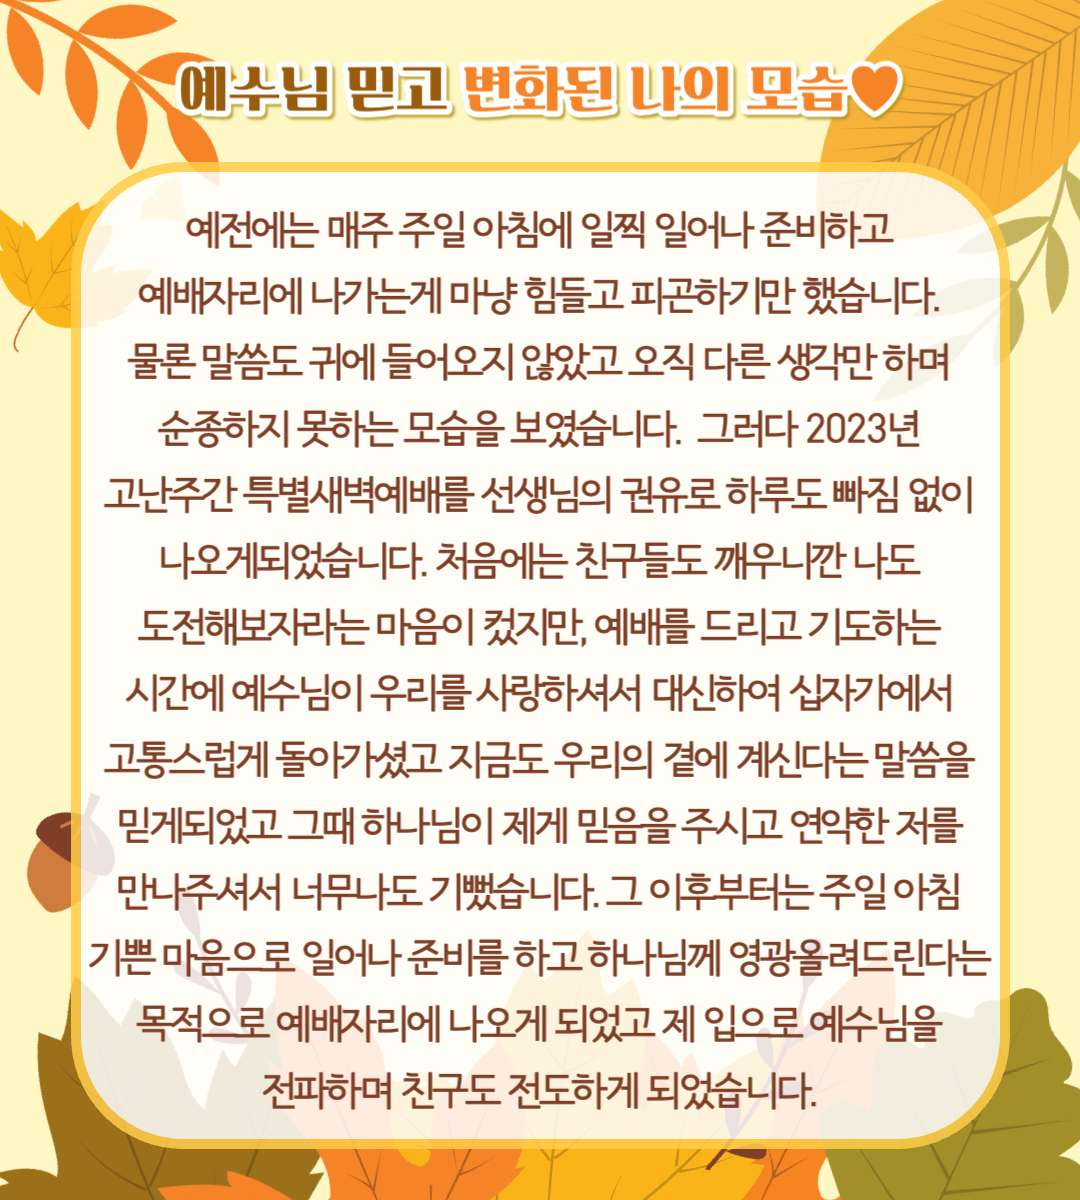 예수님 믿고 변화된 나의 모습♥
예전에는 매주 주일 아침에 일찍 일어나 준비하고
예배자리에 나가는게 마냥 힘들고 피곤하기만 했습니다.
물론 말씀도 귀에 들어오지 않았고 오직 다른 생각만 하며
순종하지 못하는 모습을 보였습니다. 그러다 2023년
고난주간 특별새벽예배를 선생님의 권유로 하루도 빠짐 없이
나오게되었습니다. 처음에는 친구들도 깨우니깐 나도
도전해보자라는 마음이 컸지만, 예배를 드리고 기도하는
시간에 예수님이 우리를 사랑하셔서 대신하여 십자가에서
고통스럽게 돌아가셨고 지금도 우리의 곁에 계신다는 말씀을
믿게되었고 그때 하나님이 제게 믿음을 주시고 연약한 저를
만나주셔서 너무나도 기뻤습니다. 그 이후부터는 주일 아침
기쁜 마음으로 일어나 준비를 하고 하나님께 영광올려드린다는
목적으로 예배자리에 나오게 되었고 제 입으로 예수님을
전파하며 친구도 전도하게 되었습니다.